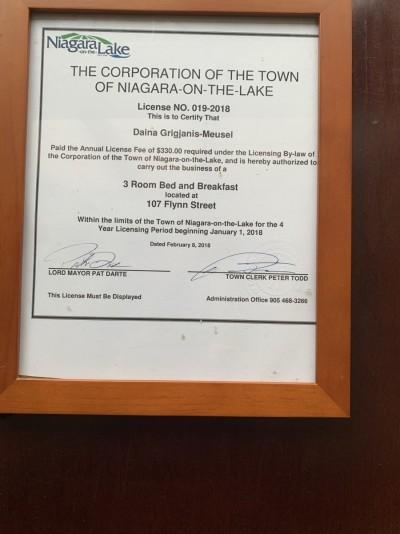 Niagara Lake
on-the
THE CORPORATION OF THE TOWN
OF NIAGARA-ON-THE-LAKE
License NO. 019-2018
This is to Certify That
Daina Grigjanis-Meusel
Paid the Annual License Fee of $330.00 required under the Licensing By-law of
the Corporation of the Town of Niagara-on-the-Lake, and is hereby authorized to
carry out the business of a
3 Room Bed and Breakfast
located at
107 Flynn Street
Within the limits of the Town of Niagara-on-the-Lake for the 4
Year Licensing Period beginning January 1, 2018
Dated February 8, 2018
LORD MAYOR PAT DARTE
TOWN CLERK PETER TODD
This License Must Be Displayed
Administration Office 905 468-3266